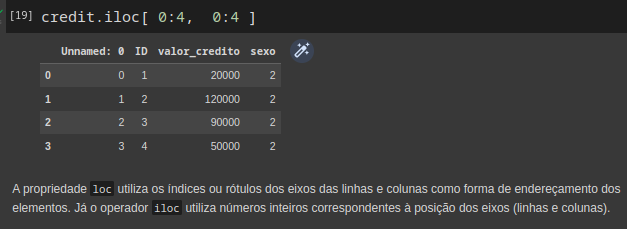 [19] credit.iloc[ 0:4,  0:4 ]
Unnamed: 0 ID valor_credito sexo
0 0 1 20000 2
1 1 2 120000 2
2 2 3 90000 2
3 3 4 50000 2
A propriedade loc utiliza os índices ou rótulos dos eixos das linhas e colunas como forma de endereçamento dos
elementos. Já o operador iloc utiliza números inteiros correspondentes à posição dos eixos (linhas e colunas).